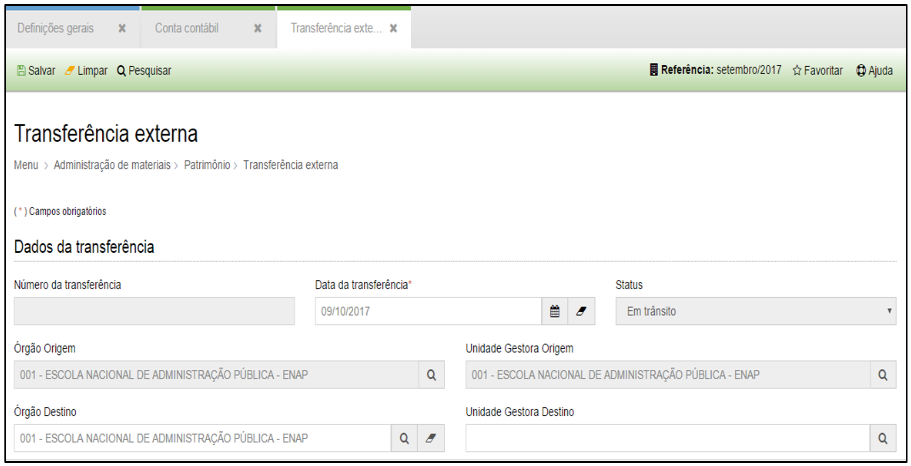 Definições gerais ✖ Conta contábil ✖ Transferência exte... ✖
Salvar Limpar Pesquisar Referência: setembro/2017 Favoritar Ajuda
Transferência externa
Menu > Administração de materiais > Patrimônio > Transferência externa
( * ) Campos obrigatórios
Dados da transferência
Número da transferência Data da transferência* Status
09/10/2017 Em trânsito
Órgão Origem Unidade Gestora Origem
001 - ESCOLA NACIONAL DE ADMINISTRAÇÃO PÚBLICA - ENAP 001 - ESCOLA NACIONAL DE ADMINISTRAÇÃO PÚBLICA - ENAP
Órgão Destino Unidade Gestora Destino
001 - ESCOLA NACIONAL DE ADMINISTRAÇÃO PÚBLICA - ENAP